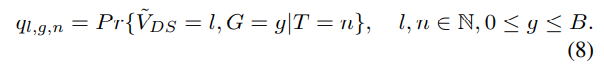 q_{l,g,n} = Pr{Ṽ_{DS} = l, G = g|T = n}, l, n ∈ ℕ, 0 ≤ g ≤ B.
(8)